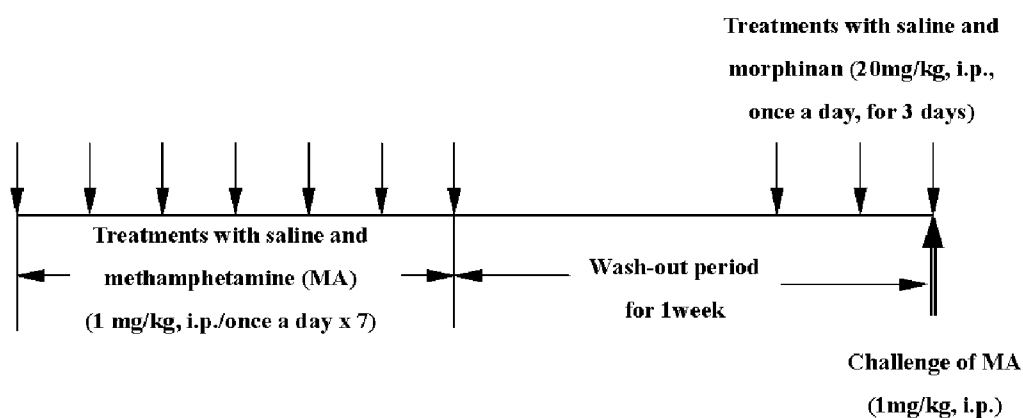 Treatments with saline and
morphinan (20mg/kg, i.p.,
once a day, for 3 days)
Treatments with saline and
methamphetamine (MA)
(1 mg/kg, i.p./once a day x 7)
Wash-out period
for 1week
Challenge of MA
(1mg/kg, i.p.)